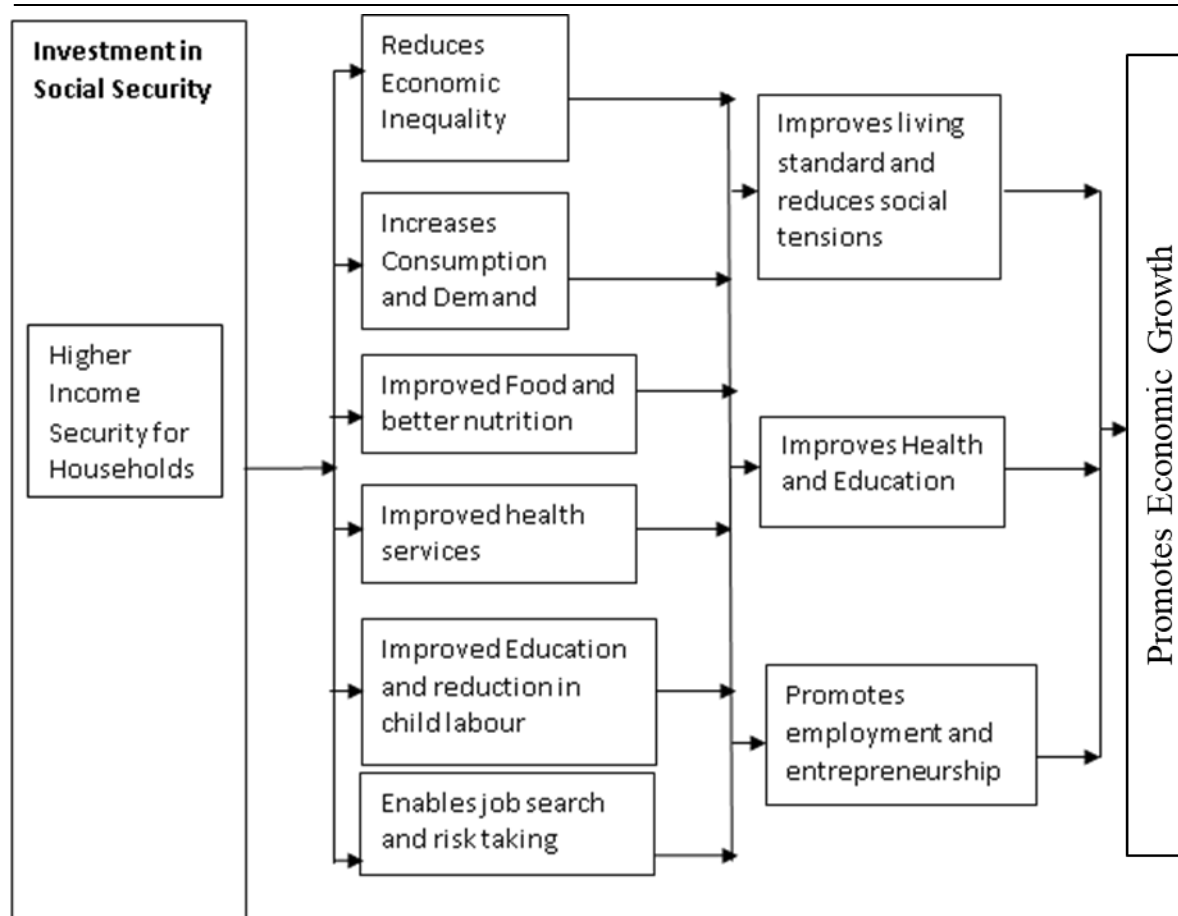 Investment in
Social Security
Higher
Income
Security for
Households
Reduces
Economic
Inequality
Increases
Consumption
and Demand
Improved Food and
better nutrition
Improved health
services
Improved Education
and reduction in
child labour
Enables job search
and risk taking
Improves living
standard and
reduces social
tensions
Improves Health
and Education
Promotes
employment and
entrepreneurship
Promotes Economic Growth